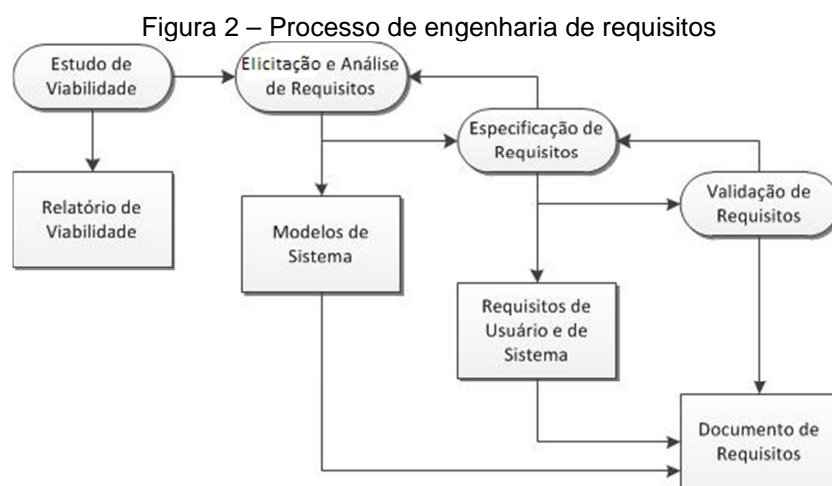 Figura 2 – Processo de engenharia de requisitos
Estudo de
Viabilidade
Elicitação e Análise
de Requisitos
Especificação de
Requisitos
Validação de
Requisitos
Relatório de
Viabilidade
Modelos de
Sistema
Requisitos de
Usuário e de
Sistema
Documento de
Requisitos